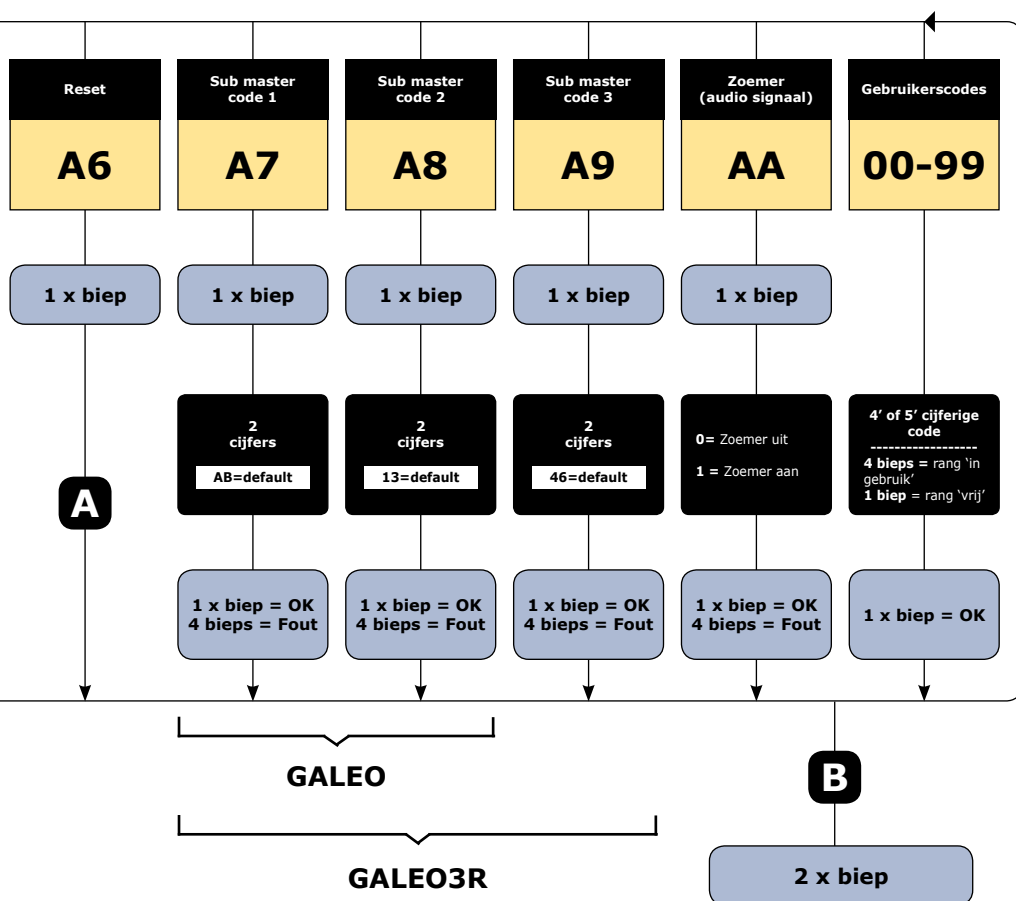 Reset
Sub master
code 1
Sub master
code 2
Sub master
code 3
Zoemer
(audio signaal)
Gebruikerscodes
A6
A7
A8
A9
AA
00-99
1 x biep
1 x biep
1 x biep
1 x biep
1 x biep
2
cijfers
AB=default
2
cijfers
13=default
2
cijfers
46=default
0= Zoemer uit
1 = Zoemer aan
4’ of 5’ cijferige
code
------------------
4 bieps = rang ‘in
gebruik’
1 biep = rang ‘vrij’
A
1 x biep = OK
4 bieps = Fout
1 x biep = OK
4 bieps = Fout
1 x biep = OK
4 bieps = Fout
1 x biep = OK
4 bieps = Fout
1 x biep = OK
GALEO
B
GALEO3R
2 x biep